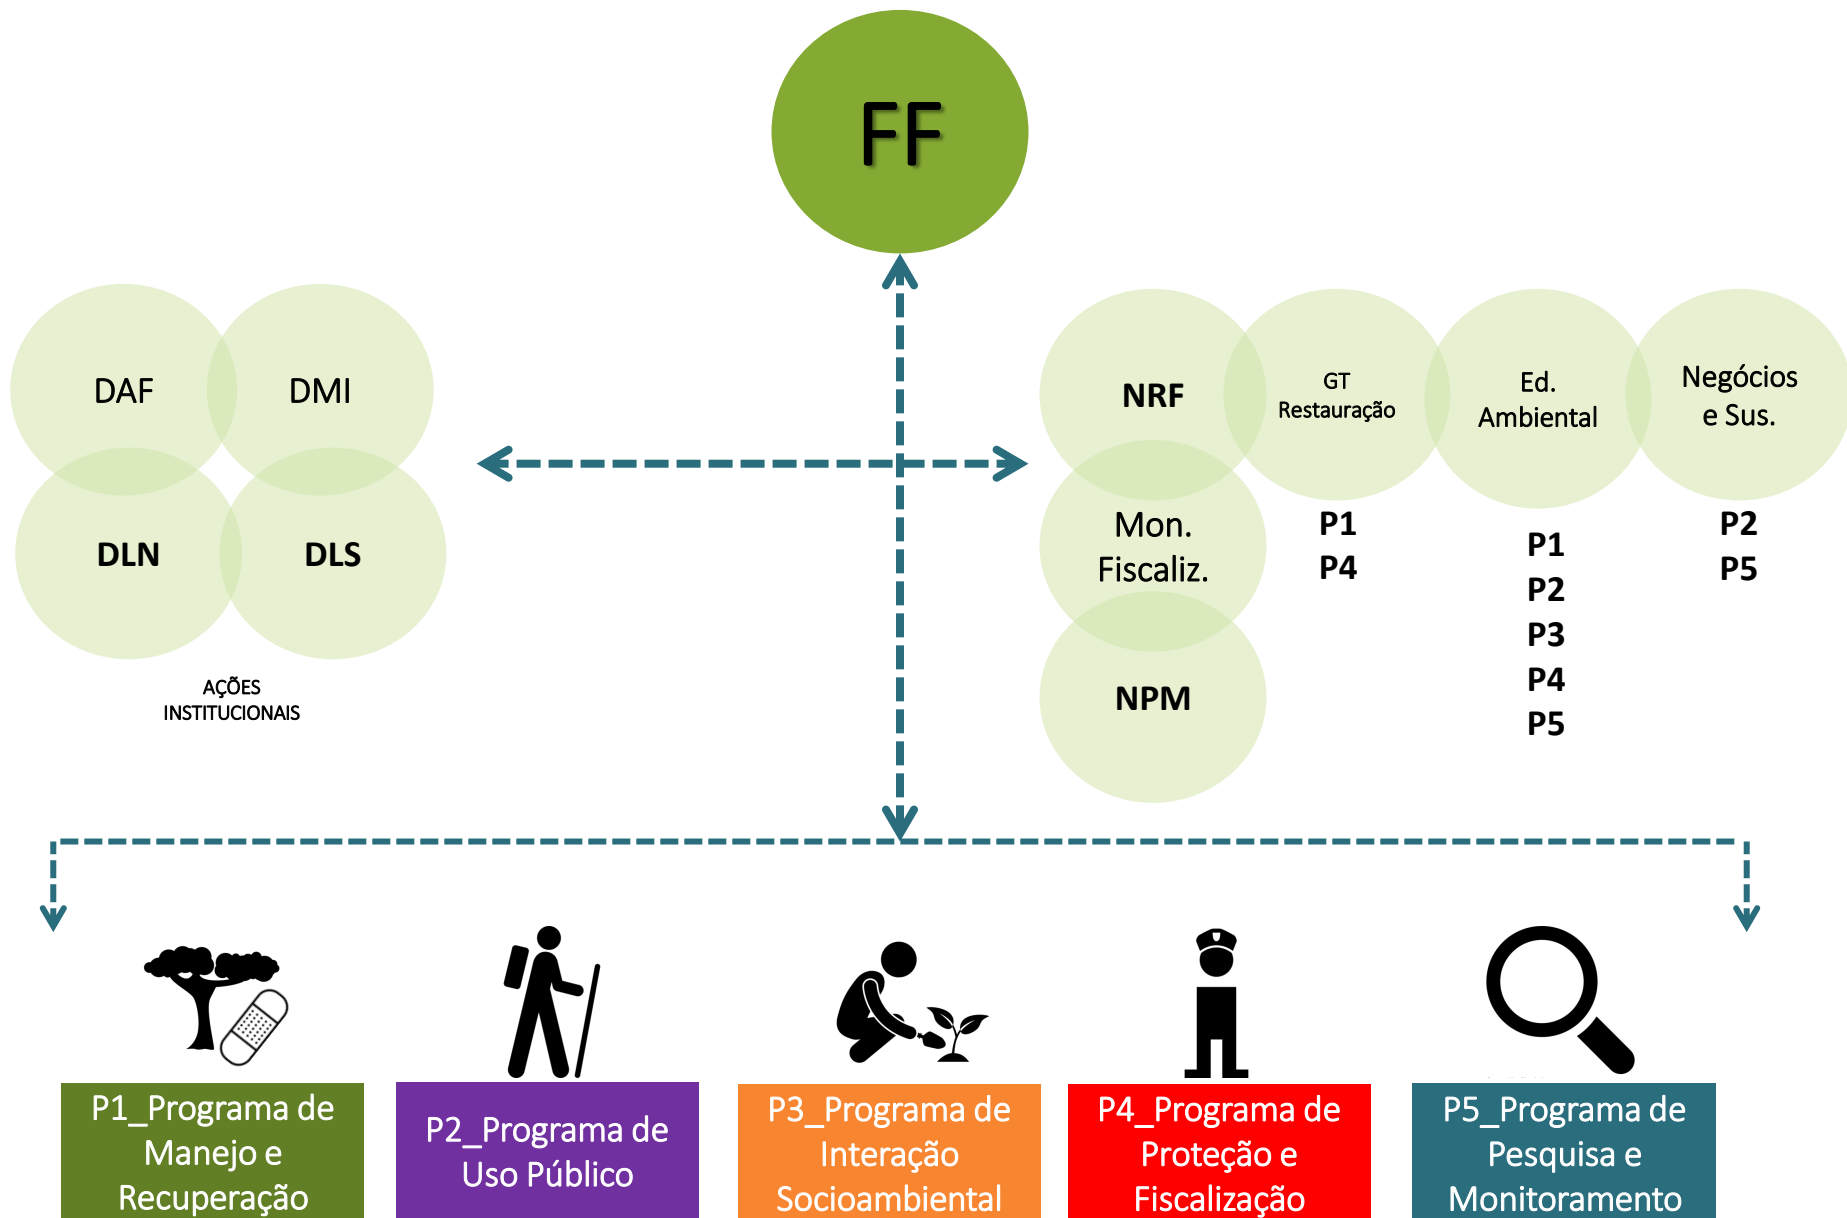 FF
DAF
DMI
DLN
DLS
AÇÕES
INSTITUCIONAIS
NRF
GT
Restauração
Ed.
Ambiental
Negócios
e Sus.
Mon.
Fiscaliz.
NPM
P1
P4
P1
P2
P3
P4
P5
P2
P5
P1_Programa de
Manejo e
Recuperação
P2_Programa de
Uso Público
P3_Programa de
Interação
Socioambiental
P4_Programa de
Proteção e
Fiscalização
P5_Programa de
Pesquisa e
Monitoramento